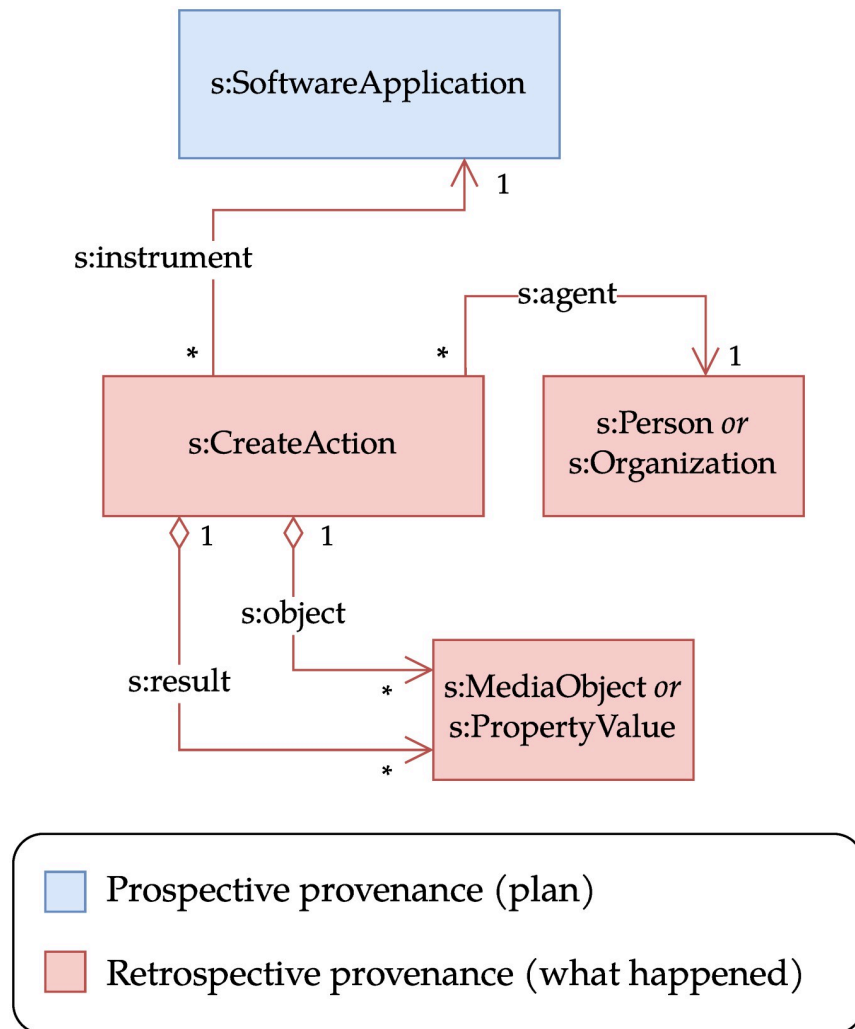 s:SoftwareApplication
1
s:instrument
s:agent
*
*
1
s:CreateAction
s:Person or
s:Organization
1
1
s:object
s:result
*
s:MediaObject or
s:PropertyValue
*
Prospective provenance (plan)
Retrospective provenance (what happened)